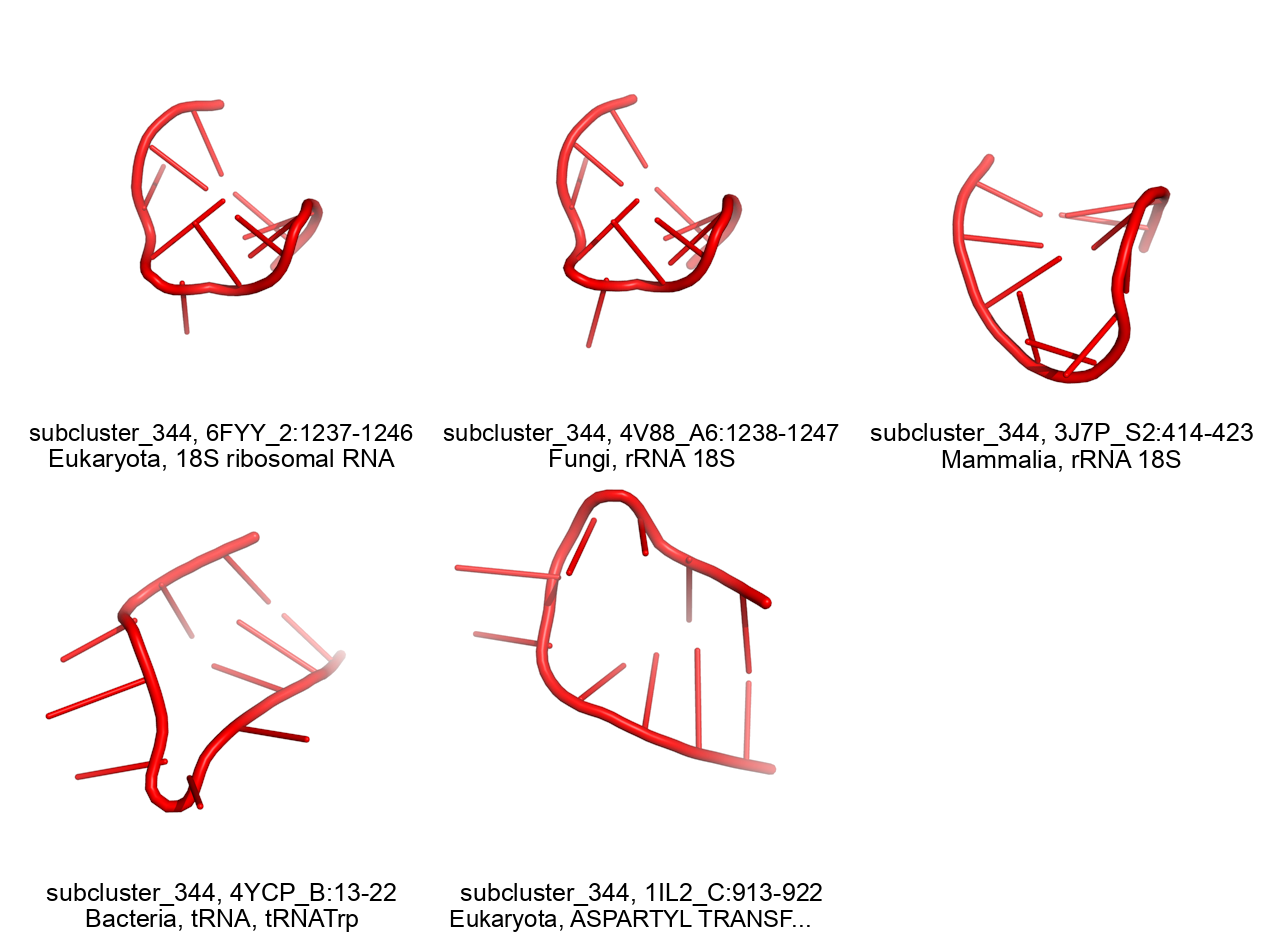 subcluster_344, 6FYY_2:1237-1246
Eukaryota, 18S ribosomal RNA
subcluster_344, 4V88_A6:1238-1247
Fungi, rRNA 18S
subcluster_344, 3J7P_S2:414-423
Mammalia, rRNA 18S
subcluster_344, 4YCP_B:13-22
Bacteria, tRNA, tRNATrp
subcluster_344, 1IL2_C:913-922
Eukaryota, ASPARTYL TRANSF...